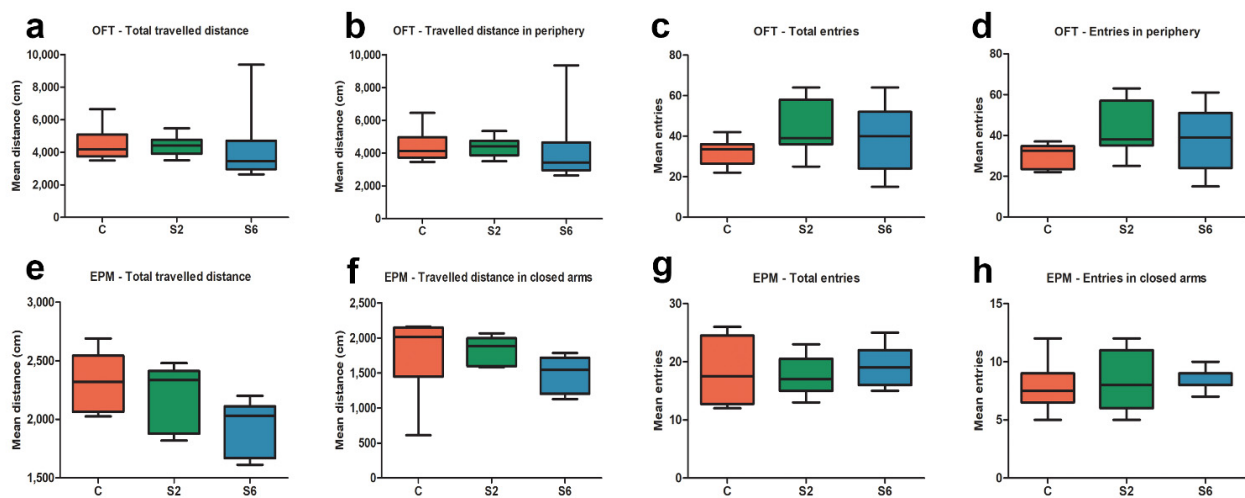 a
OFT - Total travelled distance
Mean distance (cm)
10,000
8,000
6,000
4,000
2,000
0
C S2 S6
b
OFT - Travelled distance in periphery
Mean distance (cm)
10,000
8,000
6,000
4,000
2,000
0
C S2 S6
c
OFT - Total entries
Mean entries
80
60
40
20
0
C S2 S6
d
OFT - Entries in periphery
Mean entries
80
60
40
20
0
C S2 S6
e
EPM - Total travelled distance
Mean distance (cm)
3,000
2,500
2,000
1,500
C S2 S6
f
EPM - Travelled distance in closed arms
Mean distance (cm)
2,500
2,000
1,500
1,000
500
0
C S2 S6
g
EPM - Total entries
Mean entries
30
20
10
0
C S2 S6
h
EPM - Entries in closed arms
Mean entries
15
10
5
0
C S2 S6